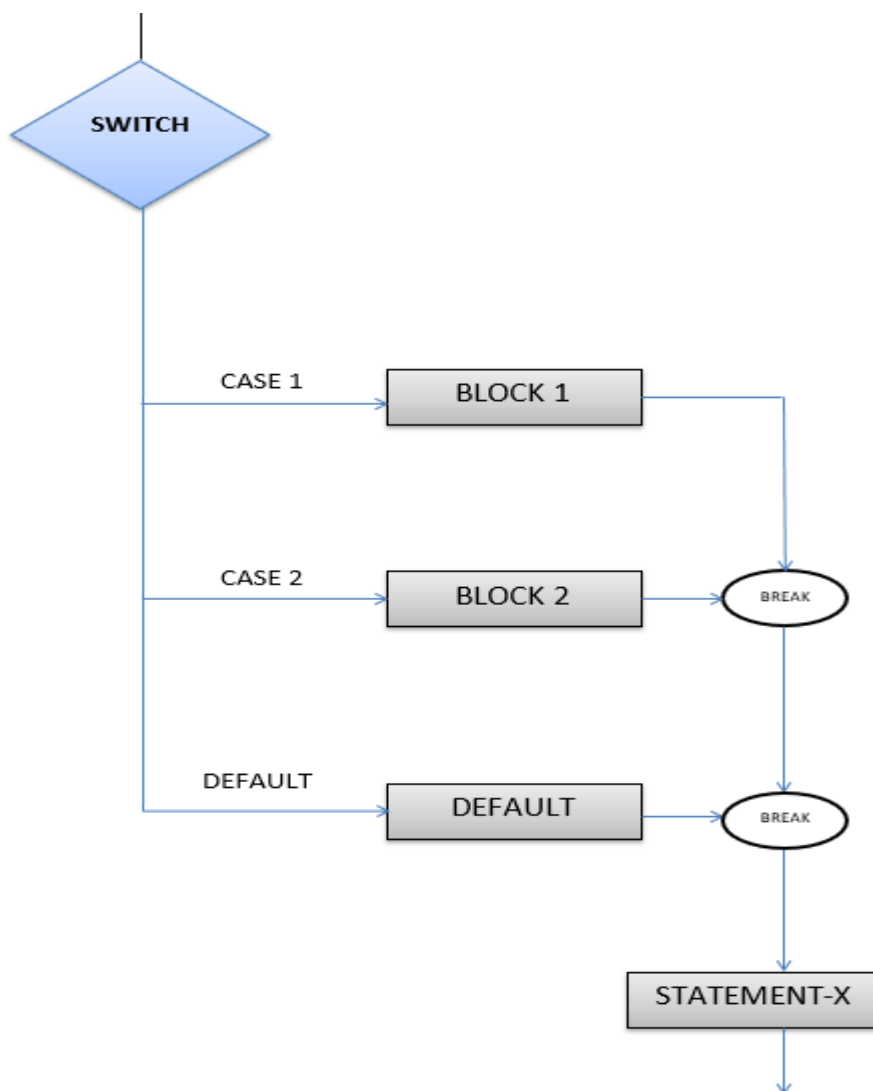 SWITCH
CASE 1
BLOCK 1
CASE 2
BLOCK 2
BREAK
DEFAULT
DEFAULT
BREAK
STATEMENT-X